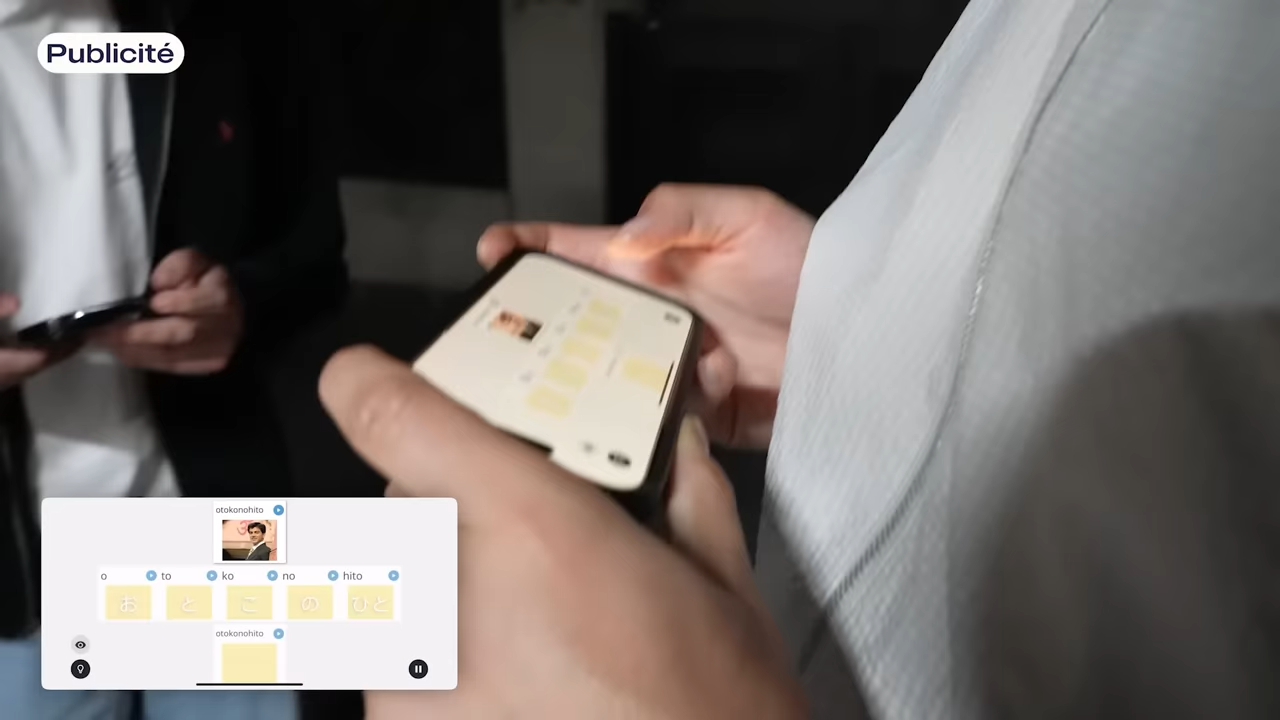 Publicité
otokonohito
o to ko no hito
お と こ の ひと
otokonohito